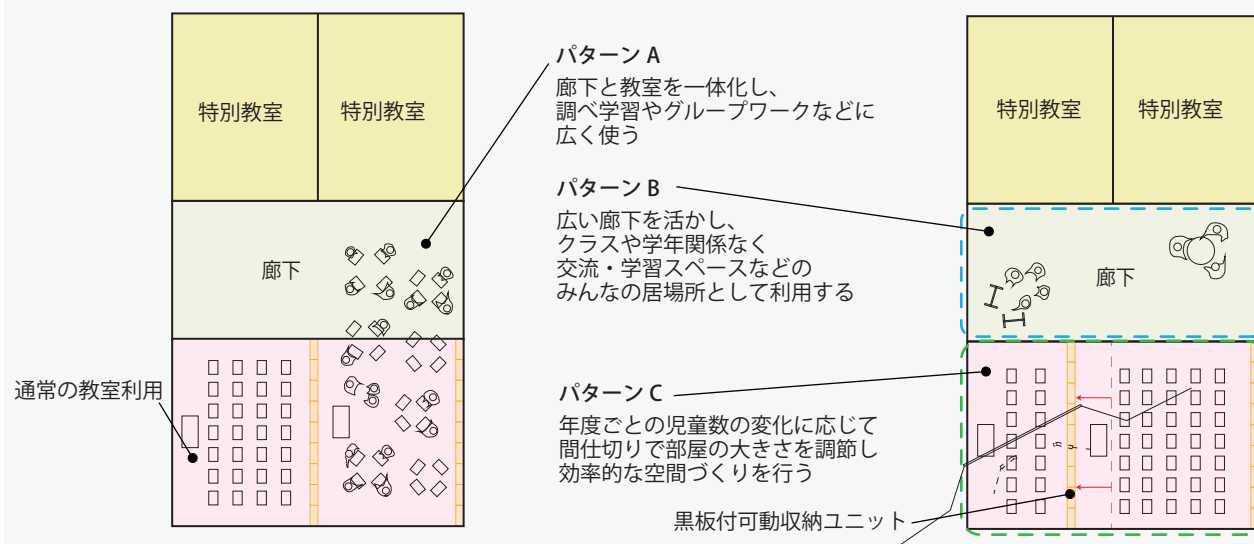 特別教室
特別教室
廊下
通常の教室利用
パターン A
廊下と教室を一体化し、
調べ学習やグループワークなどに
広く使う
パターン B
広い廊下を活かし、
クラスや学年関係なく
交流・学習スペースなどの
みんなの居場所として利用する
パターン C
年度ごとの児童数の変化に応じて
間仕切りで部屋の大きさを調節し
効率的な空間づくりを行う
黒板付可動収納ユニット
特別教室
特別教室
廊下